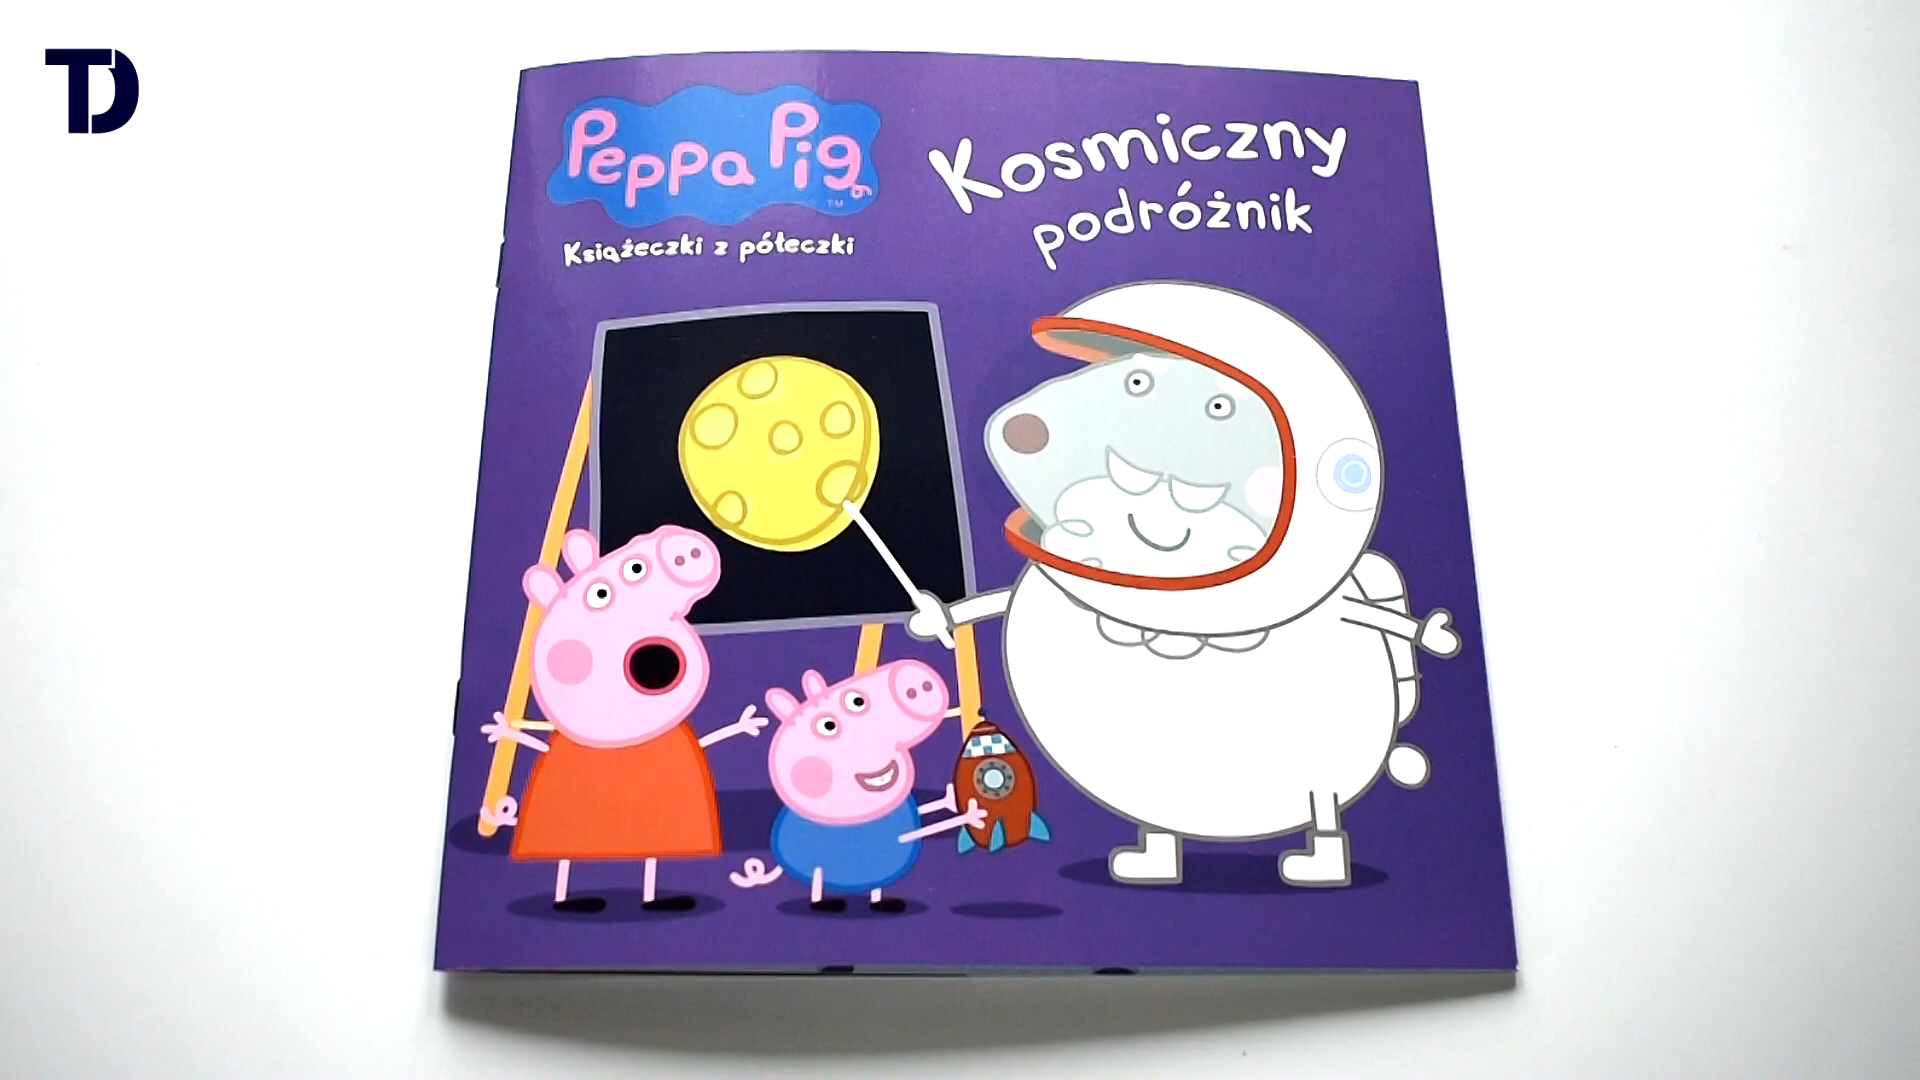 TD
Peppa Pig
TM
Książeczki z półeczki
Kosmiczny
podróżnik